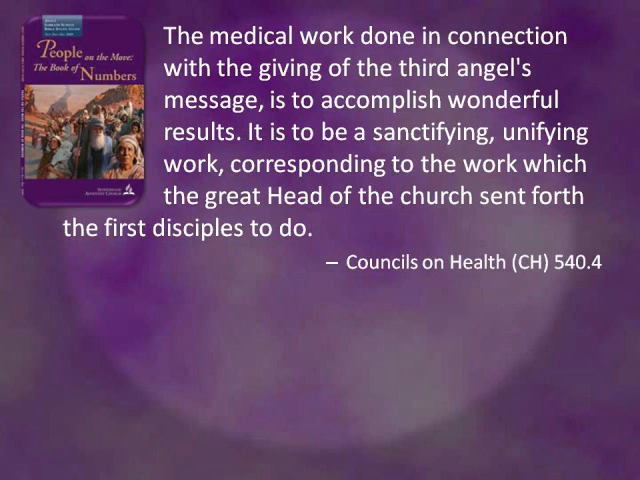 People on the Move:
The Book of Numbers
The medical work done in connection
with the giving of the third angel's
message, is to accomplish wonderful
results. It is to be a sanctifying, unifying
work, corresponding to the work which
the great Head of the church sent forth
the first disciples to do.
– Councils on Health (CH) 540.4